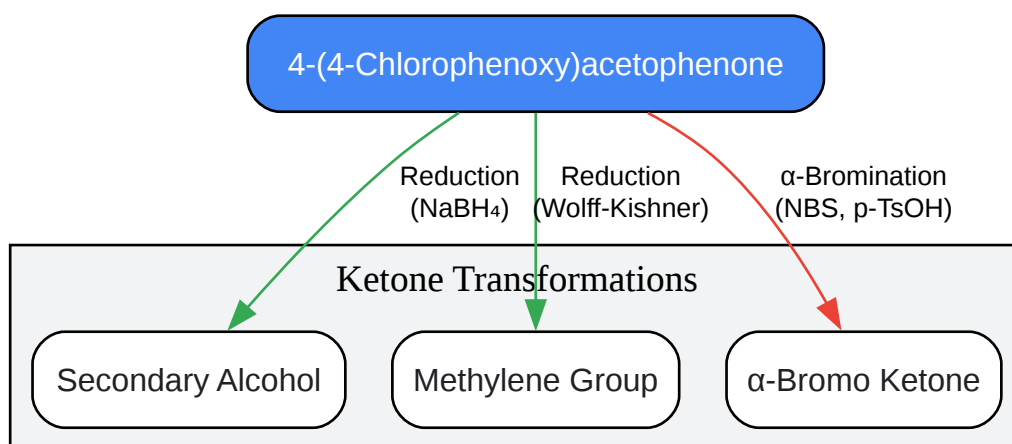 4-(4-Chlorophenoxy)acetophenone
Reduction
(NaBH₄)
Reduction
(Wolff-Kishner)
α-Bromination
(NBS, p-TsOH)
Ketone Transformations
Secondary Alcohol
Methylene Group
α-Bromo Ketone